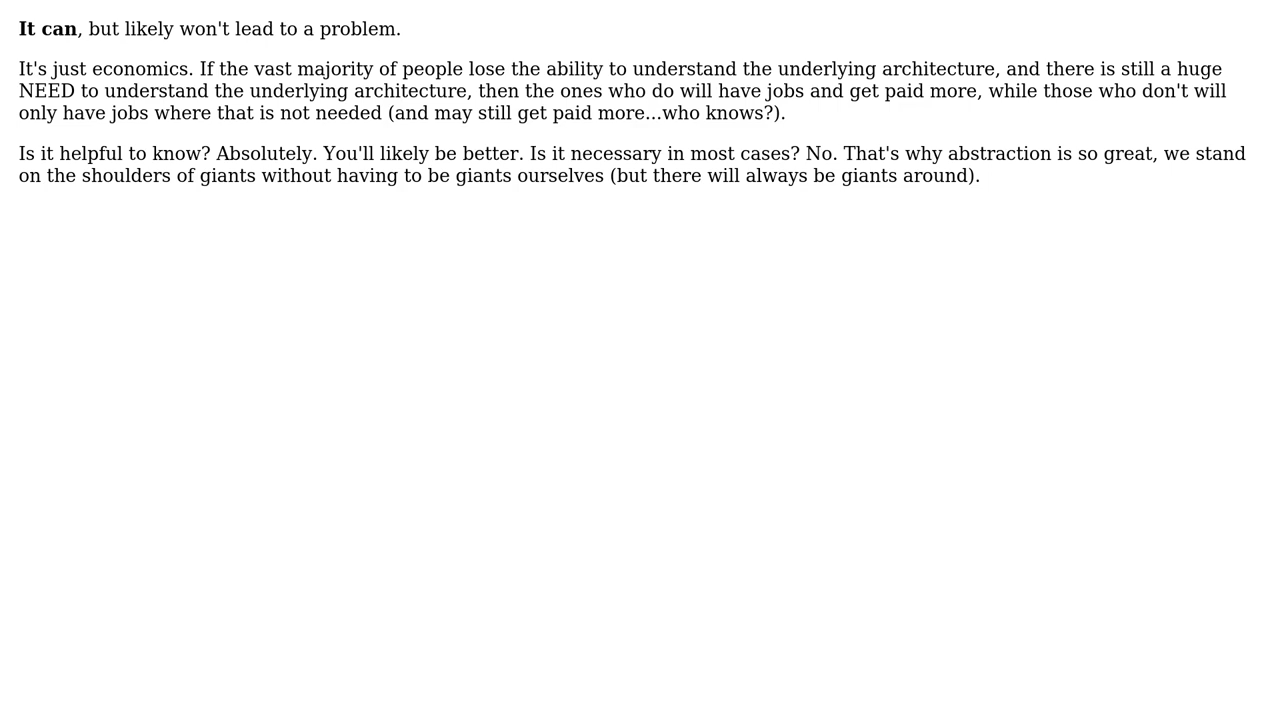 It can, but likely won't lead to a problem.
It's just economics. If the vast majority of people lose the ability to understand the underlying architecture, and there is still a huge
NEED to understand the underlying architecture, then the ones who do will have jobs and get paid more, while those who don't will
only have jobs where that is not needed (and may still get paid more...who knows?).
Is it helpful to know? Absolutely. You'll likely be better. Is it necessary in most cases? No. That's why abstraction is so great, we stand
on the shoulders of giants without having to be giants ourselves (but there will always be giants around).